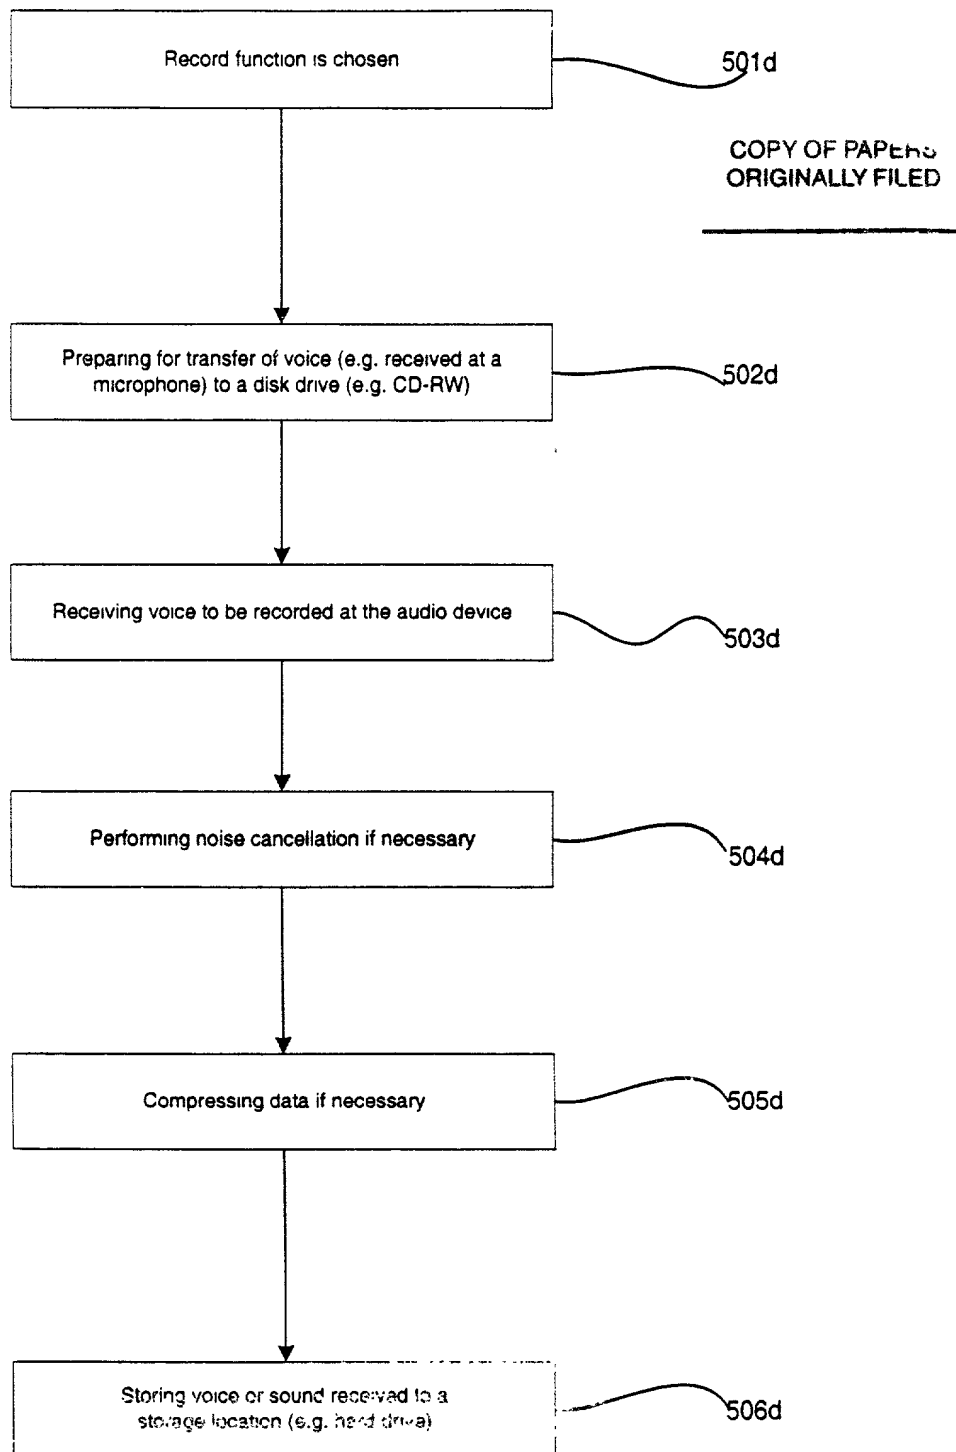 Record function is chosen
501d
COPY OF PAPERS
ORIGINALLY FILED
Preparing for transfer of voice (e.g. received at a
microphone) to a disk drive (e.g. CD-RW)
502d
Receiving voice to be recorded at the audio device
503d
Performing noise cancellation if necessary
504d
Compressing data if necessary
505d
Storing voice or sound received to a
storage location (e.g. hard drive)
506d